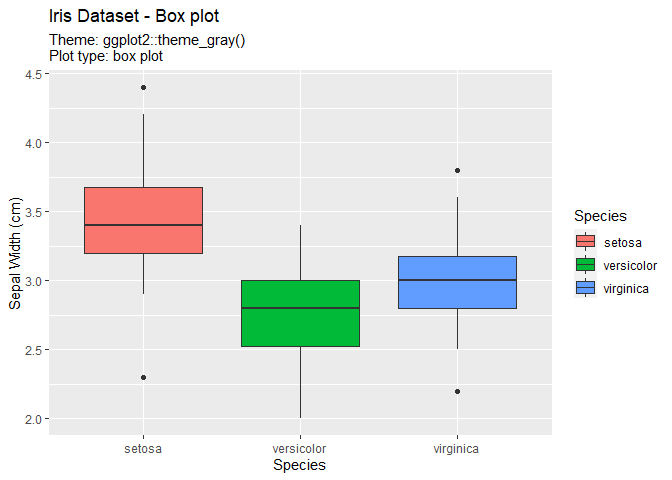 Iris Dataset - Box plot
Theme: ggplot2::theme_gray()
Plot type: box plot
4.5
4.0
3.5
3.0
2.5
2.0
Sepal Width (cm)
setosa versicolor virginica
Species
Species
setosa
versicolor
virginica